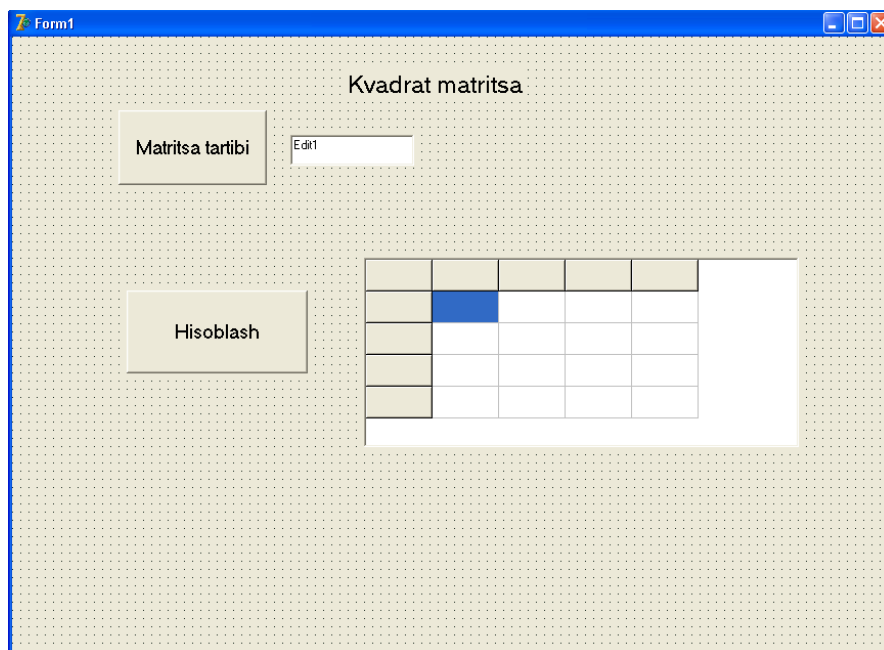 Form1
Kvadrat matritsa
Matritsa tartibi
Edit1
Hisoblash